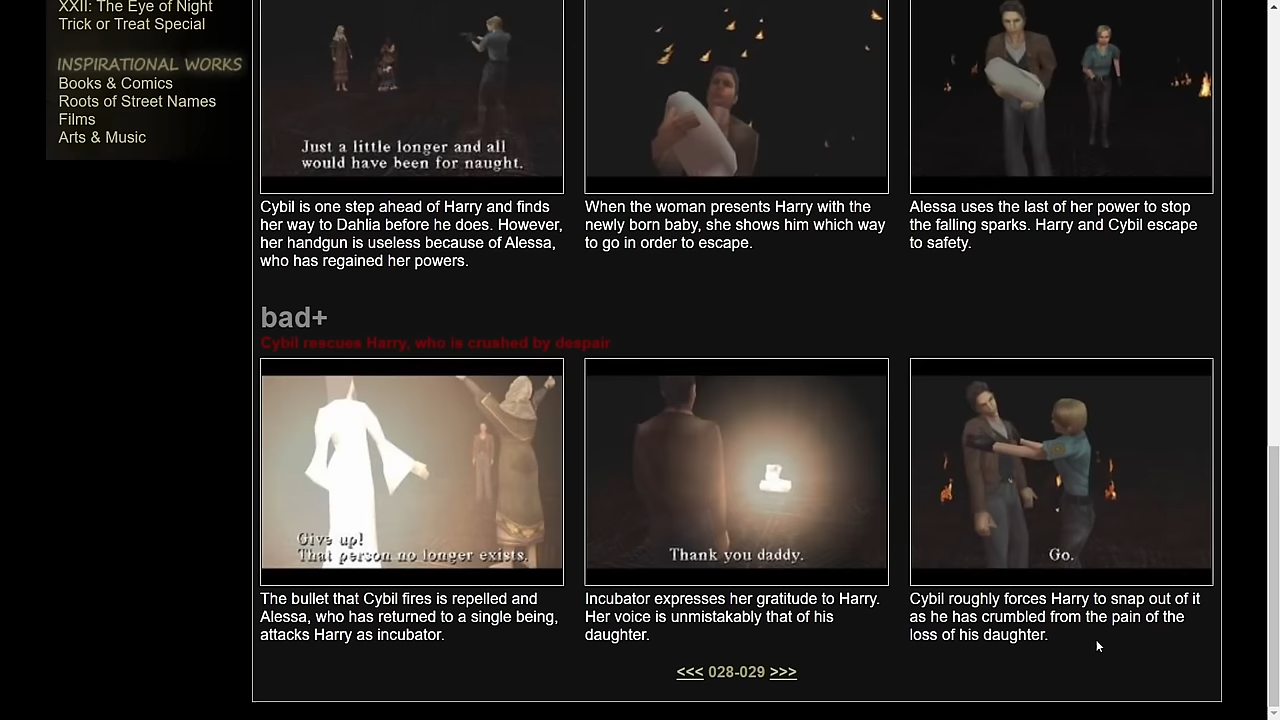 XXII: The Eye of Night
Trick or Treat Special
INSPIRATIONAL WORKS
Books & Comics
Roots of Street Names
Films
Arts & Music
Just a little longer and all
would have been for naught.
Cybil is one step ahead of Harry and finds
her way to Dahlia before he does. However,
her handgun is useless because of Alessa,
who has regained her powers.
When the woman presents Harry with the
newly born baby, she shows him which way
to go in order to escape.
Alessa uses the last of her power to stop
the falling sparks. Harry and Cybil escape
to safety.
bad+
Cybil rescues Harry, who is crushed by despair
Give up!
That person no longer exists.
Thank you daddy.
Go.
The bullet that Cybil fires is repelled and
Alessa, who has returned to a single being,
attacks Harry as incubator.
Incubator expresses her gratitude to Harry.
Her voice is unmistakably that of his
daughter.
Cybil roughly forces Harry to snap out of it
as he has crumbled from the pain of the
loss of his daughter.
<<< 028-029 >>>